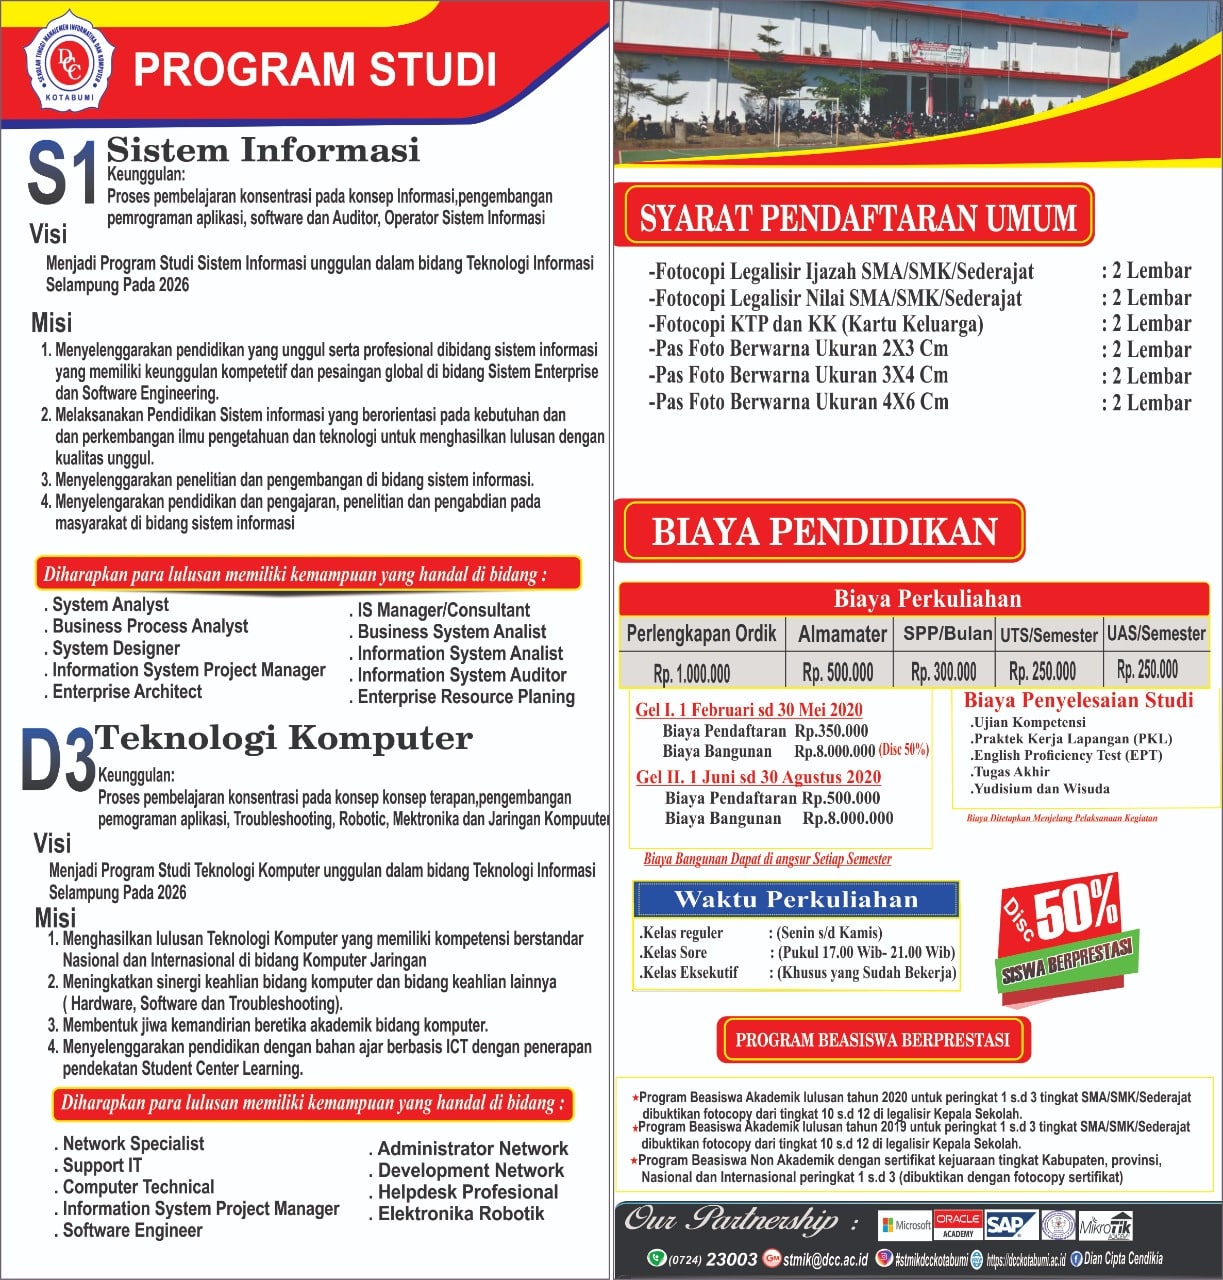 SEKOLAH TINGGI MANAJEMEN INFORMATIKA DAN KOMPUTER
DCC
KOTABUMI
PROGRAM STUDI
S1 Sistem Informasi
Keunggulan:
Proses pembelajaran konsentrasi pada konsep Informasi,pengembangan
pemrograman aplikasi, software dan Auditor, Operator Sistem Informasi
Visi
Menjadi Program Studi Sistem Informasi unggulan dalam bidang Teknologi Informasi
Selampung Pada 2026
Misi
1. Menyelenggarakan pendidikan yang unggul serta profesional dibidang sistem informasi
yang memiliki keunggulan kompetetif dan pesaingan global di bidang Sistem Enterprise
dan Software Engineering.
2. Melaksanakan Pendidikan Sistem informasi yang berorientasi pada kebutuhan dan
dan perkembangan ilmu pengetahuan dan teknologi untuk menghasilkan lulusan dengan
kualitas unggul.
3. Menyelenggarakan penelitian dan pengembangan di bidang sistem informasi.
4. Menyelengarakan pendidikan dan pengajaran, penelitian dan pengabdian pada
masyarakat di bidang sistem informasi
Diharapkan para lulusan memiliki kemampuan yang handal di bidang :
. System Analyst
. Business Process Analyst
. System Designer
. Information System Project Manager
. Enterprise Architect
. IS Manager/Consultant
. Business System Analist
. Information System Analist
. Information System Auditor
. Enterprise Resource Planing
D3 Teknologi Komputer
Keunggulan:
Proses pembelajaran konsentrasi pada konsep konsep terapan,pengembangan
pemograman aplikasi, Troubleshooting, Robotic, Mektronika dan Jaringan Kompuuter
Visi
Menjadi Program Studi Teknologi Komputer unggulan dalam bidang Teknologi Informasi
Selampung Pada 2026
Misi
1. Menghasilkan lulusan Teknologi Komputer yang memiliki kompetensi berstandar
Nasional dan Internasional di bidang Komputer Jaringan
2. Meningkatkan sinergi keahlian bidang komputer dan bidang keahlian lainnya
( Hardware, Software dan Troubleshooting).
3. Membentuk jiwa kemandirian beretika akademik bidang komputer.
4. Menyelenggarakan pendidikan dengan bahan ajar berbasis ICT dengan penerapan
pendekatan Student Center Learning.
Diharapkan para lulusan memiliki kemampuan yang handal di bidang :
. Network Specialist
. Support IT
. Computer Technical
. Information System Project Manager
. Software Engineer
. Administrator Network
. Development Network
. Helpdesk Profesional
. Elektronika Robotik
SYARAT PENDAFTARAN UMUM
-Fotocopi Legalisir Ijazah SMA/SMK/Sederajat : 2 Lembar
-Fotocopi Legalisir Nilai SMA/SMK/Sederajat : 2 Lembar
-Fotocopi KTP dan KK (Kartu Keluarga) : 2 Lembar
-Pas Foto Berwarna Ukuran 2X3 Cm : 2 Lembar
-Pas Foto Berwarna Ukuran 3X4 Cm : 2 Lembar
-Pas Foto Berwarna Ukuran 4X6 Cm : 2 Lembar
BIAYA PENDIDIKAN
Biaya Perkuliahan
Perlengkapan Ordik Almamater SPP/Bulan UTS/Semester UAS/Semester
Rp. 1.000.000 Rp. 500.000 Rp. 300.000 Rp. 250.000 Rp. 250.000
Gel I. 1 Februari sd 30 Mei 2020
Biaya Pendaftaran Rp.350.000
Biaya Bangunan Rp.8.000.000 (Disc 50%)
Gel II. 1 Juni sd 30 Agustus 2020
Biaya Pendaftaran Rp.500.000
Biaya Bangunan Rp.8.000.000
Biaya Bangunan Dapat di angsur Setiap Semester
Biaya Penyelesaian Studi
.Ujian Kompetensi
.Praktek Kerja Lapangan (PKL)
.English Proficiency Test (EPT)
.Tugas Akhir
.Yudisium dan Wisuda
Biaya Ditetapkan Menjelang Pelaksanaan Kegiatan
Waktu Perkuliahan
.Kelas reguler : (Senin s/d Kamis)
.Kelas Sore : (Pukul 17.00 Wib- 21.00 Wib)
.Kelas Eksekutif : (Khusus yang Sudah Bekerja)
Disc 50%
SISWA BERPRESTASI
PROGRAM BEASISWA BERPRESTASI
★Program Beasiswa Akademik lulusan tahun 2020 untuk peringkat 1 s.d 3 tingkat SMA/SMK/Sederajat
dibuktikan fotocopy dari tingkat 10 s.d 12 di legalisir Kepala Sekolah.
★Program Beasiswa Akademik lulusan tahun 2019 untuk peringkat 1 s.d 3 tingkat SMA/SMK/Sederajat
dibuktikan fotocopy dari tingkat 10 s.d 12 di legalisir Kepala Sekolah.
★Program Beasiswa Non Akademik dengan sertifikat kejuaraan tingkat Kabupaten, provinsi,
Nasional dan Internasional peringkat 1 s.d 3 (dibuktikan dengan fotocopy sertifikat)
Our Partnership :
Microsoft
ORACLE
ACADEMY
SAP
MikroTik
(0724) 23003 stmik@dcc.ac.id #stmikdcckotabumi https://dcckotabumi.ac.id Dian Cipta Cendikia